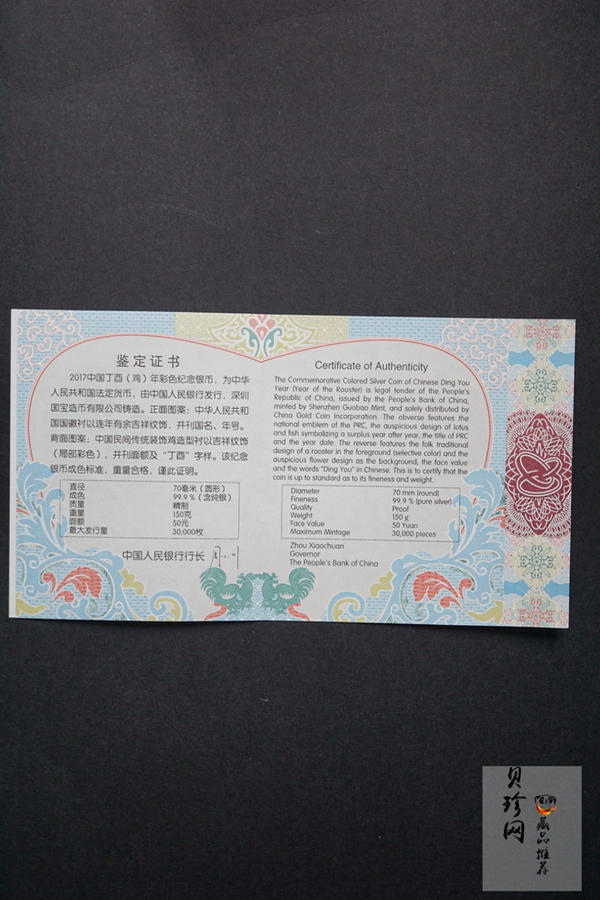 鉴定证书
2017中国丁酉（鸡）年彩色纪念银币，为中华
人民共和国法定货币，由中国人民银行发行，深圳
国宝造币有限公司铸造。正面图案：中华人民共和
国国徽衬以连年有余吉祥纹饰，并刊国名、年号。
背面图案：中国民间传统装饰鸡造型衬以吉祥纹饰
（局部彩色），并刊面额及“丁酉”字样。该纪念
银币成色标准，重量合格，谨此证明。
直径 70毫米（圆形）
成色 99.9％（含纯银）
质量 精制
重量 150克
面额 50元
最大发行量 30,000枚
中国人民银行行长
Certificate of Authenticity
The Commemorative Colored Silver Coin of Chinese Ding You
Year (Year of the Rooster) is legal tender of the People's
Republic of China, issued by the People's Bank of China,
minted by Shenzhen Guobao Mint, and solely distributed by
China Gold Coin Incorporation. The obverse features the
national emblem of the PRC, the auspicious design of lotus
and fish symbolizing a surplus year after year, the title of PRC
and the year date. The reverse features the folk traditional
design of a rooster in the foreground (selective color) and the
auspicious flower design as the background, the face value
and the words "Ding You" in Chinese. This is to certify that the
coin is up to standard as to its fineness and weight.
Diameter 70 mm (round)
Fineness 99.9 % (pure silver)
Quality Proof
Weight 150 g
Face Value 50 Yuan
Maximum Mintage 30,000 pieces
Zhou Xiaochuan
Governor
The People's Bank of China
贝珍网
藏品推荐